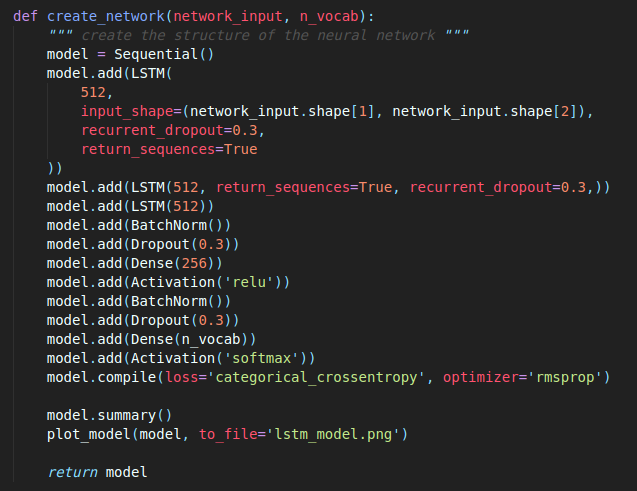 def create_network(network_input, n_vocab):
    """ create the structure of the neural network """
    model = Sequential()
    model.add(LSTM(
        512,
        input_shape=(network_input.shape[1], network_input.shape[2]),
        recurrent_dropout=0.3,
        return_sequences=True
    ))
    model.add(LSTM(512, return_sequences=True, recurrent_dropout=0.3,))
    model.add(LSTM(512))
    model.add(BatchNorm())
    model.add(Dropout(0.3))
    model.add(Dense(256))
    model.add(Activation('relu'))
    model.add(BatchNorm())
    model.add(Dropout(0.3))
    model.add(Dense(n_vocab))
    model.add(Activation('softmax'))
    model.compile(loss='categorical_crossentropy', optimizer='rmsprop')

    model.summary()
    plot_model(model, to_file='lstm_model.png')

    return model